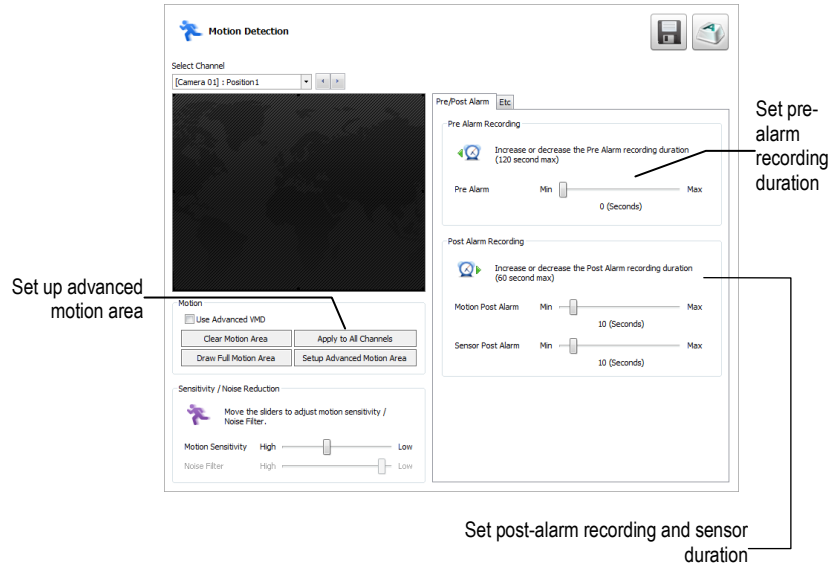 Motion Detection
Select Channel
[Camera 01] : Position1
Pre/Post Alarm
Etc
Pre Alarm Recording
Increase or decrease the Pre Alarm recording duration
(120 second max)
Pre Alarm
Min
Max
0 (Seconds)
Set pre-
alarm
recording
duration
Post Alarm Recording
Increase or decrease the Post Alarm recording duration
(60 second max)
Motion Post Alarm
Min
Max
10 (Seconds)
Sensor Post Alarm
Min
Max
10 (Seconds)
Set up advanced
motion area
Motion
Use Advanced VMD
Clear Motion Area
Apply to All Channels
Draw Full Motion Area
Setup Advanced Motion Area
Sensitivity / Noise Reduction
Move the sliders to adjust motion sensitivity /
Noise Filter.
Motion Sensitivity
High
Low
Noise Filter
High
Low
Set post-alarm recording and sensor
duration